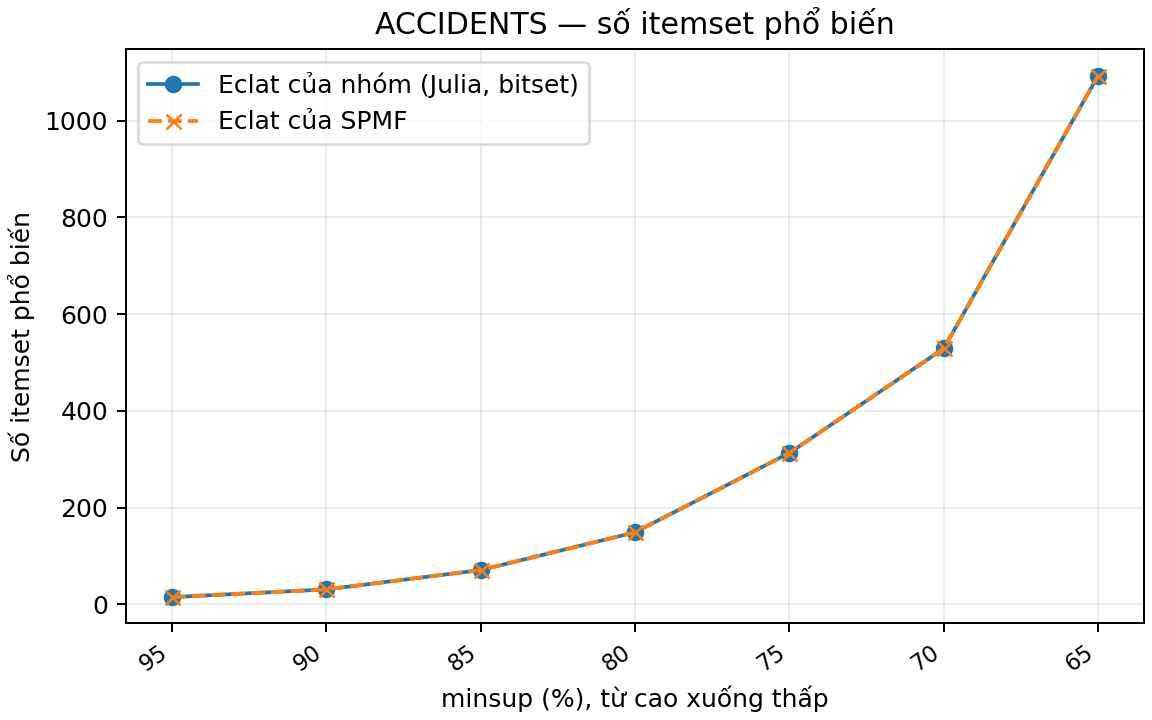 ACCIDENTS — số itemset phổ biến
Eclat của nhóm (Julia, bitset)
Eclat của SPMF
Số itemset phổ biến
1000
800
600
400
200
0
95
90
85
80
75
70
65
minsup (%), từ cao xuống thấp